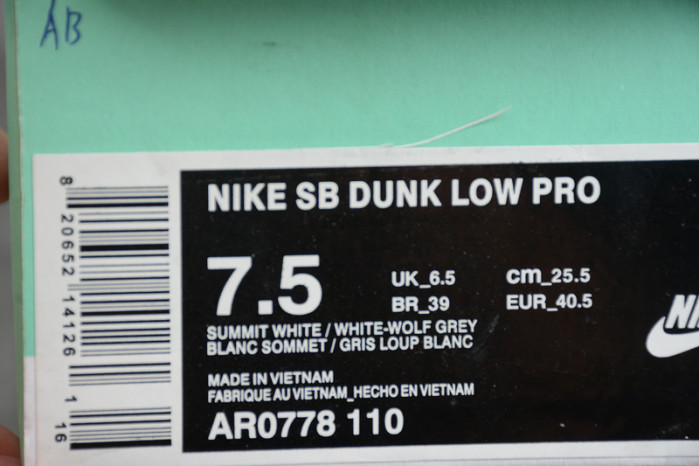 AB
NIKE SB DUNK LOW PRO
7.5
UK_6.5 cm_25.5
BR_39 EUR_40.5
SUMMIT WHITE / WHITE-WOLF GREY
BLANC SOMMET / GRIS LOUP BLANC
MADE IN VIETNAM
FABRIQUE AU VIETNAM_HECHO EN VIETNAM
AR0778 110
8 20652 14126 1 16